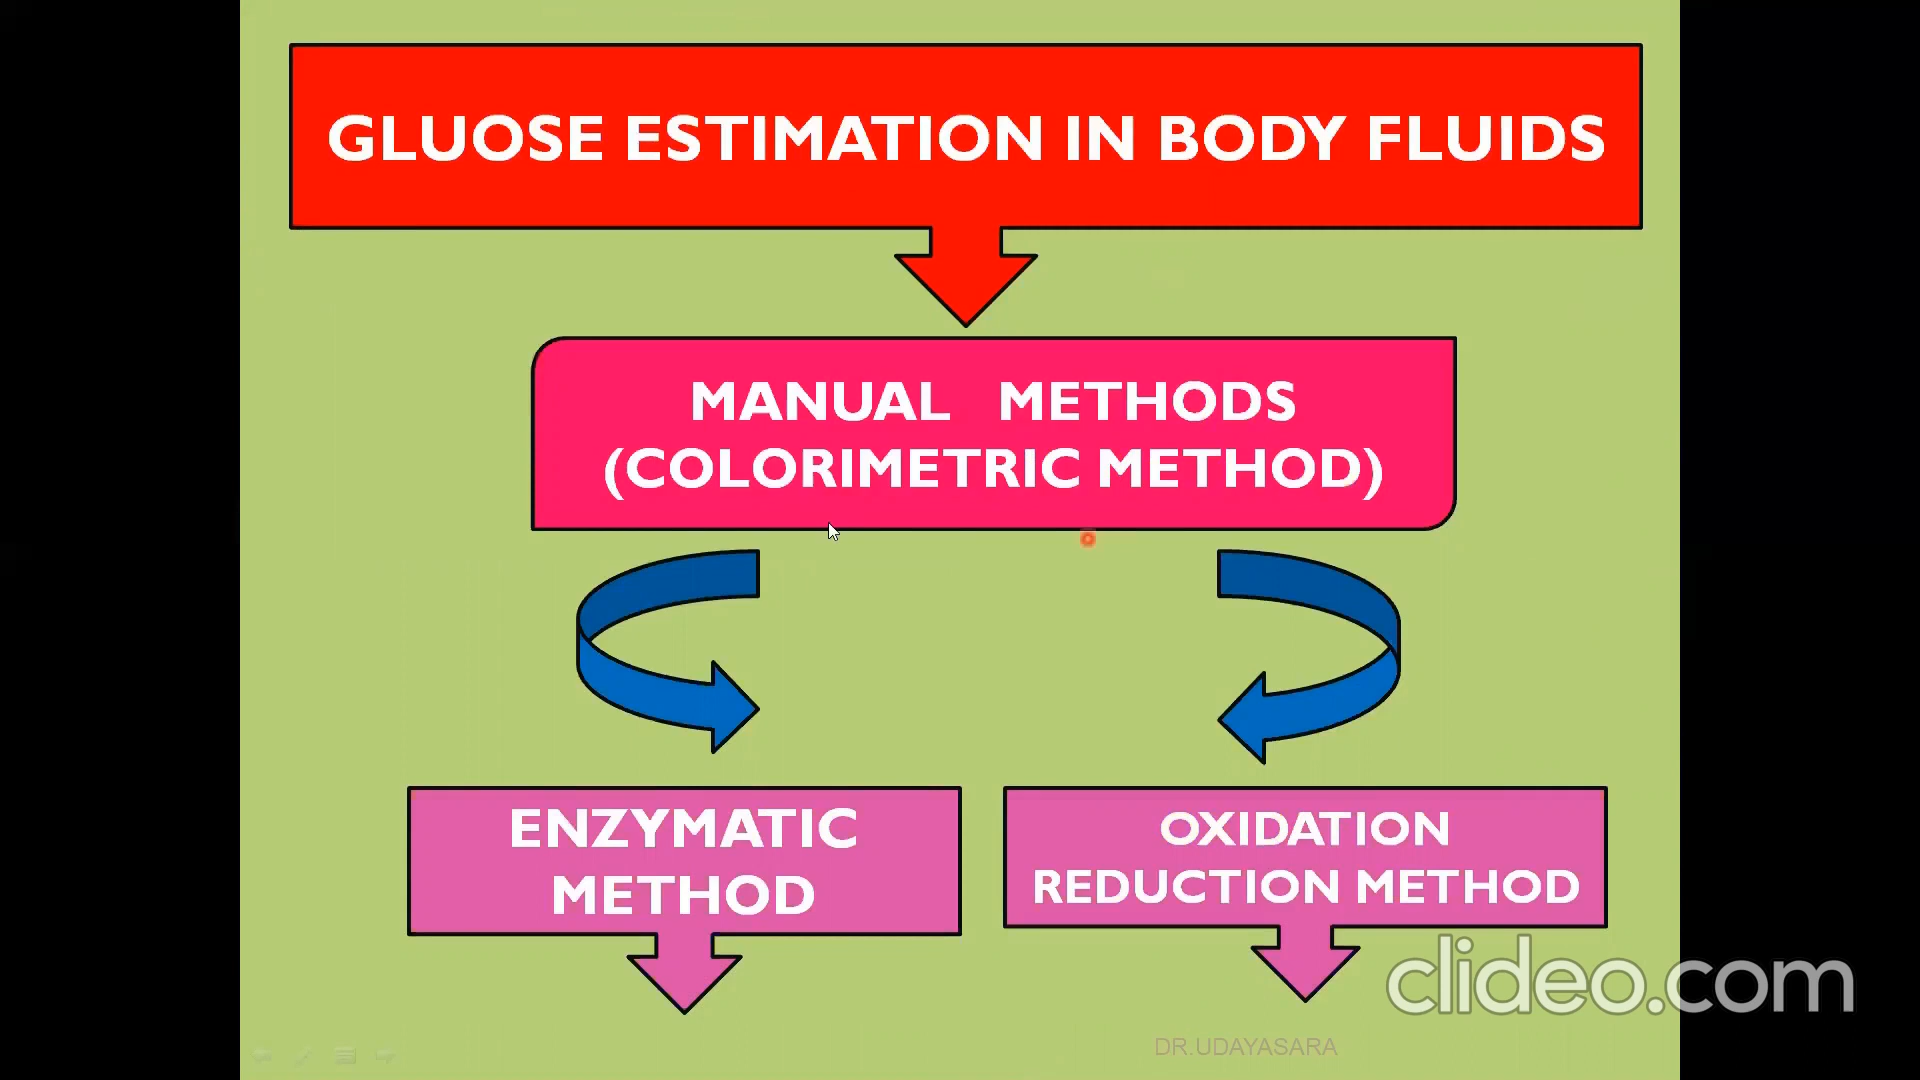 GLUOSE ESTIMATION IN BODY FLUIDS
MANUAL METHODS
(COLORIMETRIC METHOD)
ENZYMATIC
METHOD
OXIDATION
REDUCTION METHOD
clideo.com
DR.UDAYASARA